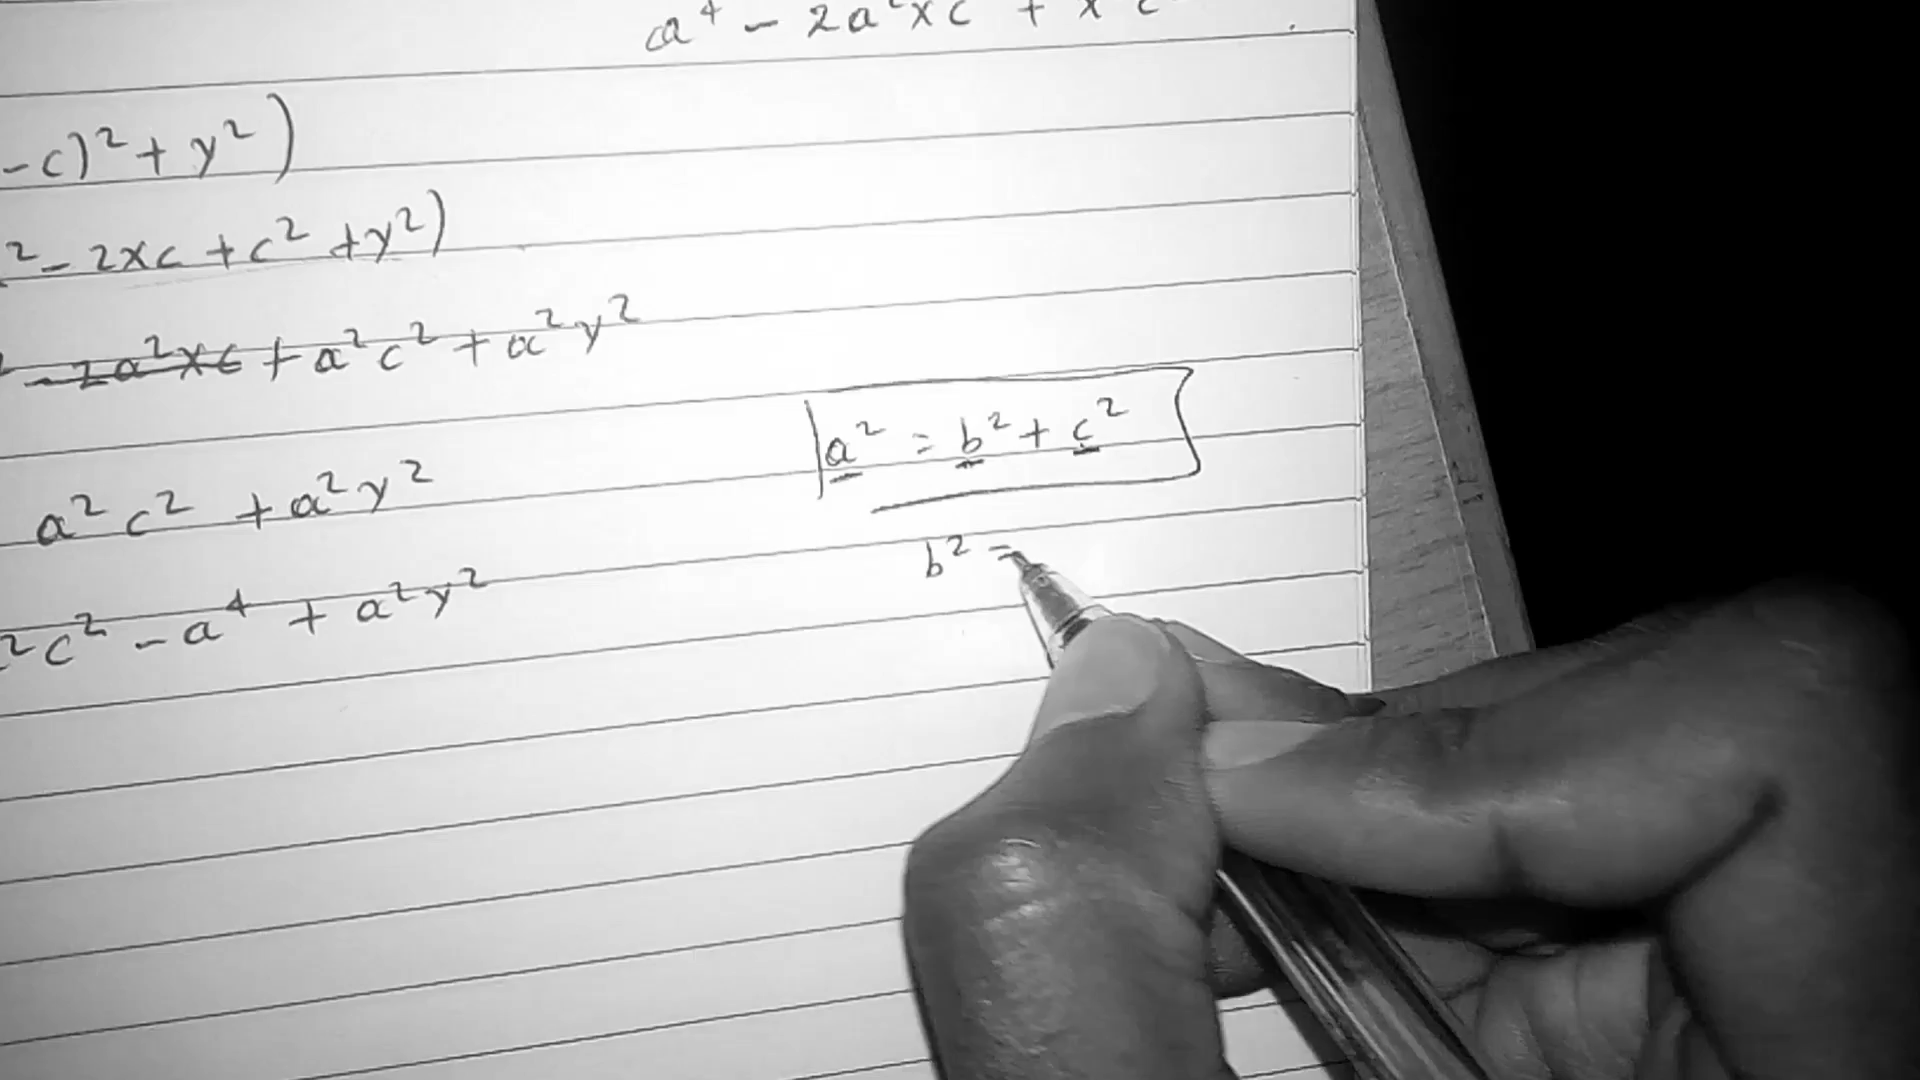 a⁴ - 2a²xc + x c
- c)² + y²)
² - 2xc + c² + y²)
- 2a²xc + a²c² + a²y²
a² = b² + c²
a²c² + a²y²
b² =
²c² - a⁴ + a²y²